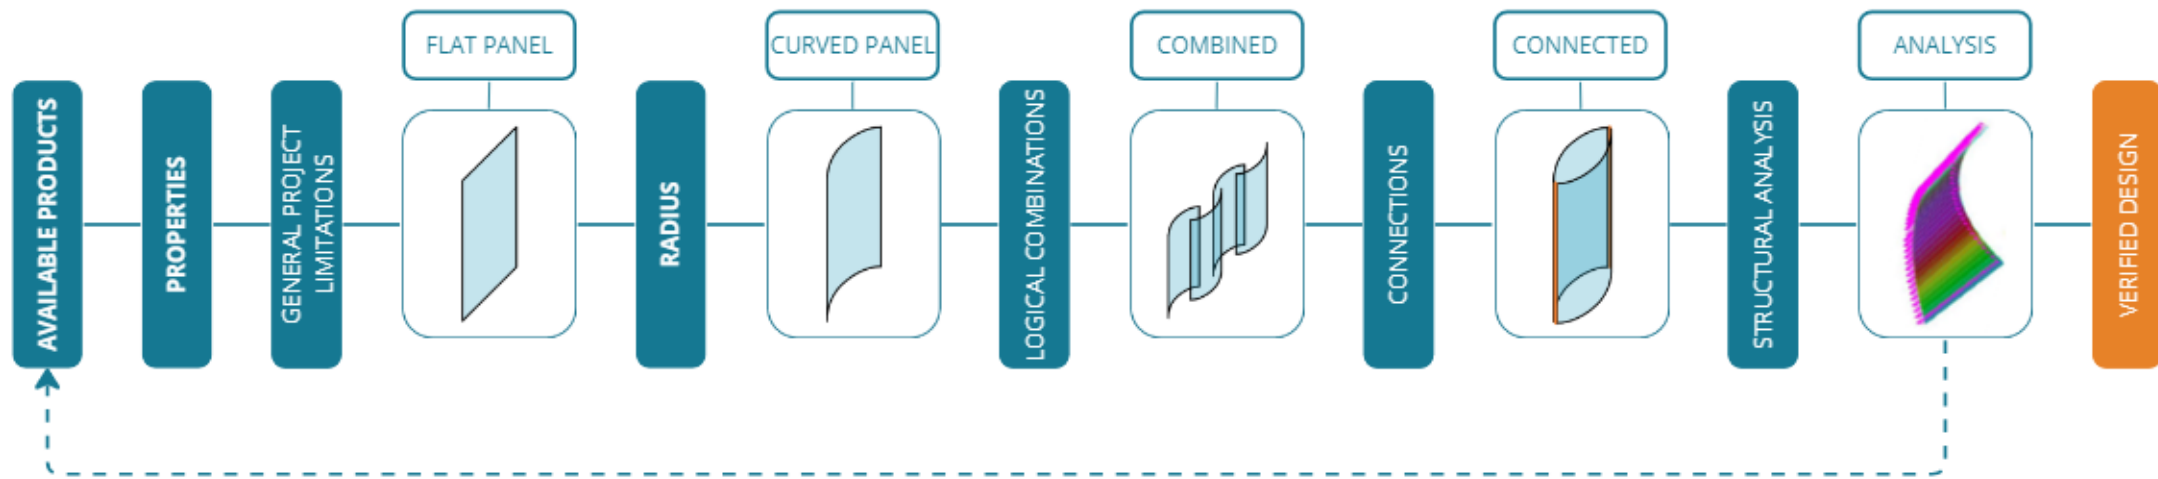 FLAT PANEL
CURVED PANEL
COMBINED
CONNECTED
ANALYSIS
AVAILABLE PRODUCTS
PROPERTIES
GENERAL PROJECT
LIMITATIONS
RADIUS
LOGICAL COMBINATIONS
CONNECTIONS
STRUCTURAL ANALYSIS
VERIFIED DESIGN